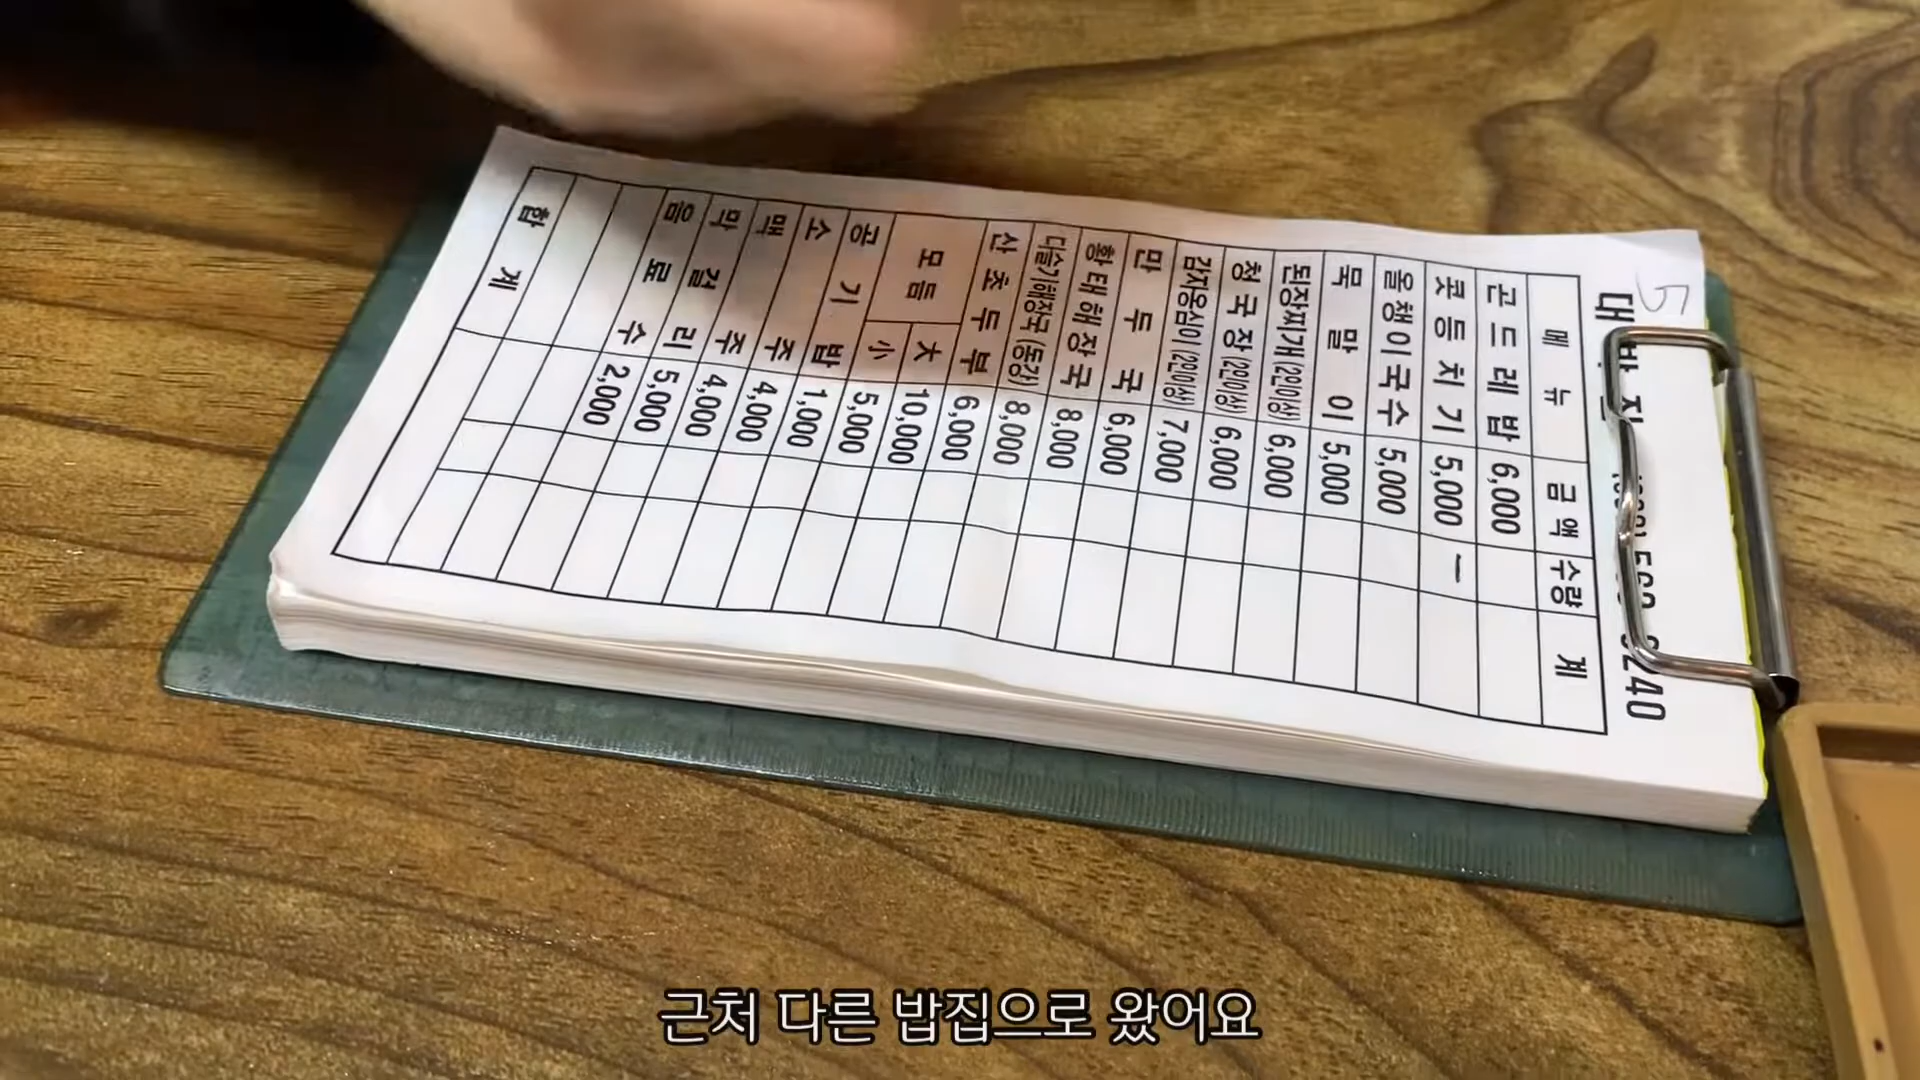 5
240
메뉴 금액 수량 계
곤드레밥 6,000
콧등치기 5,000 一
올챙이국수 5,000
묵말이 5,000
된장찌개(2인이상) 6,000
청국장(2인이상) 6,000
감자옹심이(2인이상) 7,000
만두국 6,000
황태해장국 8,000
다슬기해장국(동강) 8,000
산초두부 6,000
모듬 大 10,000
小 5,000
공기밥 1,000
소주 4,000
맥주 4,000
막걸리 5,000
음료수 2,000
합계
근처 다른 밥집으로 왔어요